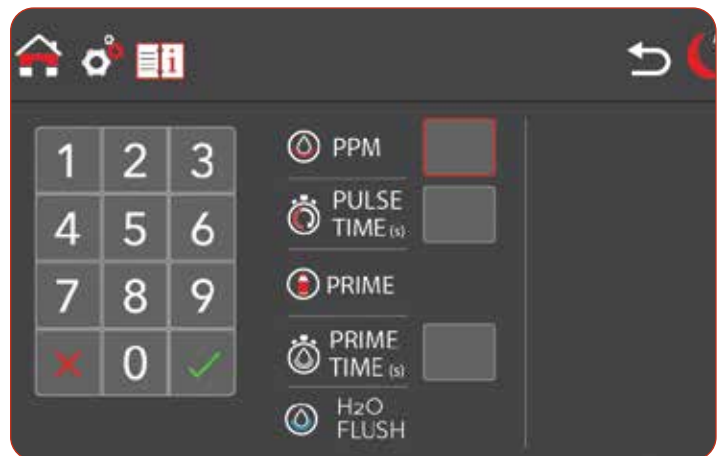 i
1 2 3
4 5 6
7 8 9
0
PPM
PULSE
TIME (s)
PRIME
PRIME
TIME (s)
H2O
FLUSH